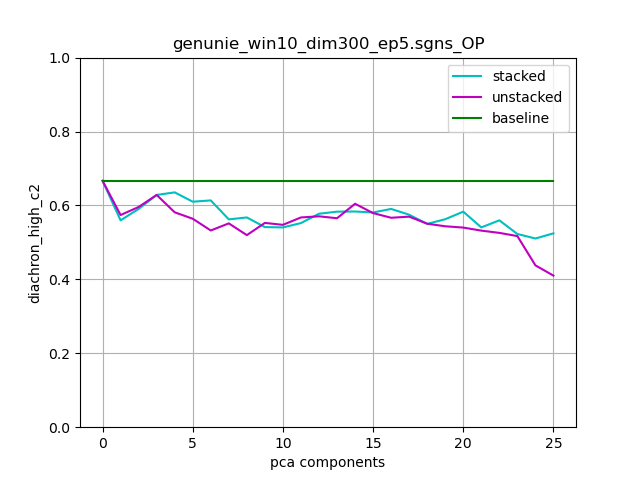 genunie_win10_dim300_ep5.sgns_OP
stacked
unstacked
baseline
diachron_high_c2
1.0
0.8
0.6
0.4
0.2
0.0
0 5 10 15 20 25
pca components